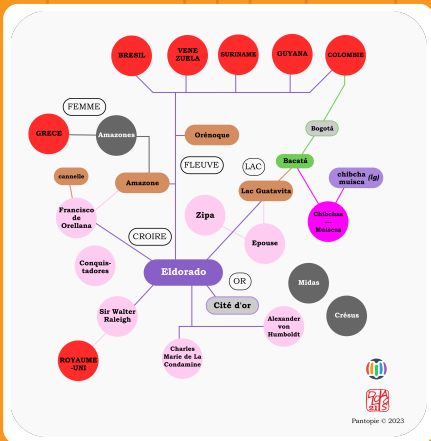 BRESIL
VENE
ZUELA
SURINAME
GUYANA
COLOMBIE
FEMME
GRECE
Amazones
Orénoque
Bogotá
FLEUVE
LAC
Bacatá
cannelle
Amazone
Lac Guatavita
chibcha
muisca (lg)
Francisco
de
Orellana
Zipa
Chibchas
—
Muiscas
CROIRE
Epouse
Conquis-
tadores
Eldorado
OR
Midas
Cité d'or
Sir Walter
Raleigh
Crésus
Alexander
von
Humboldt
Charles
Marie de La
Condamine
ROYAUME
-UNI
Pantopie © 2023